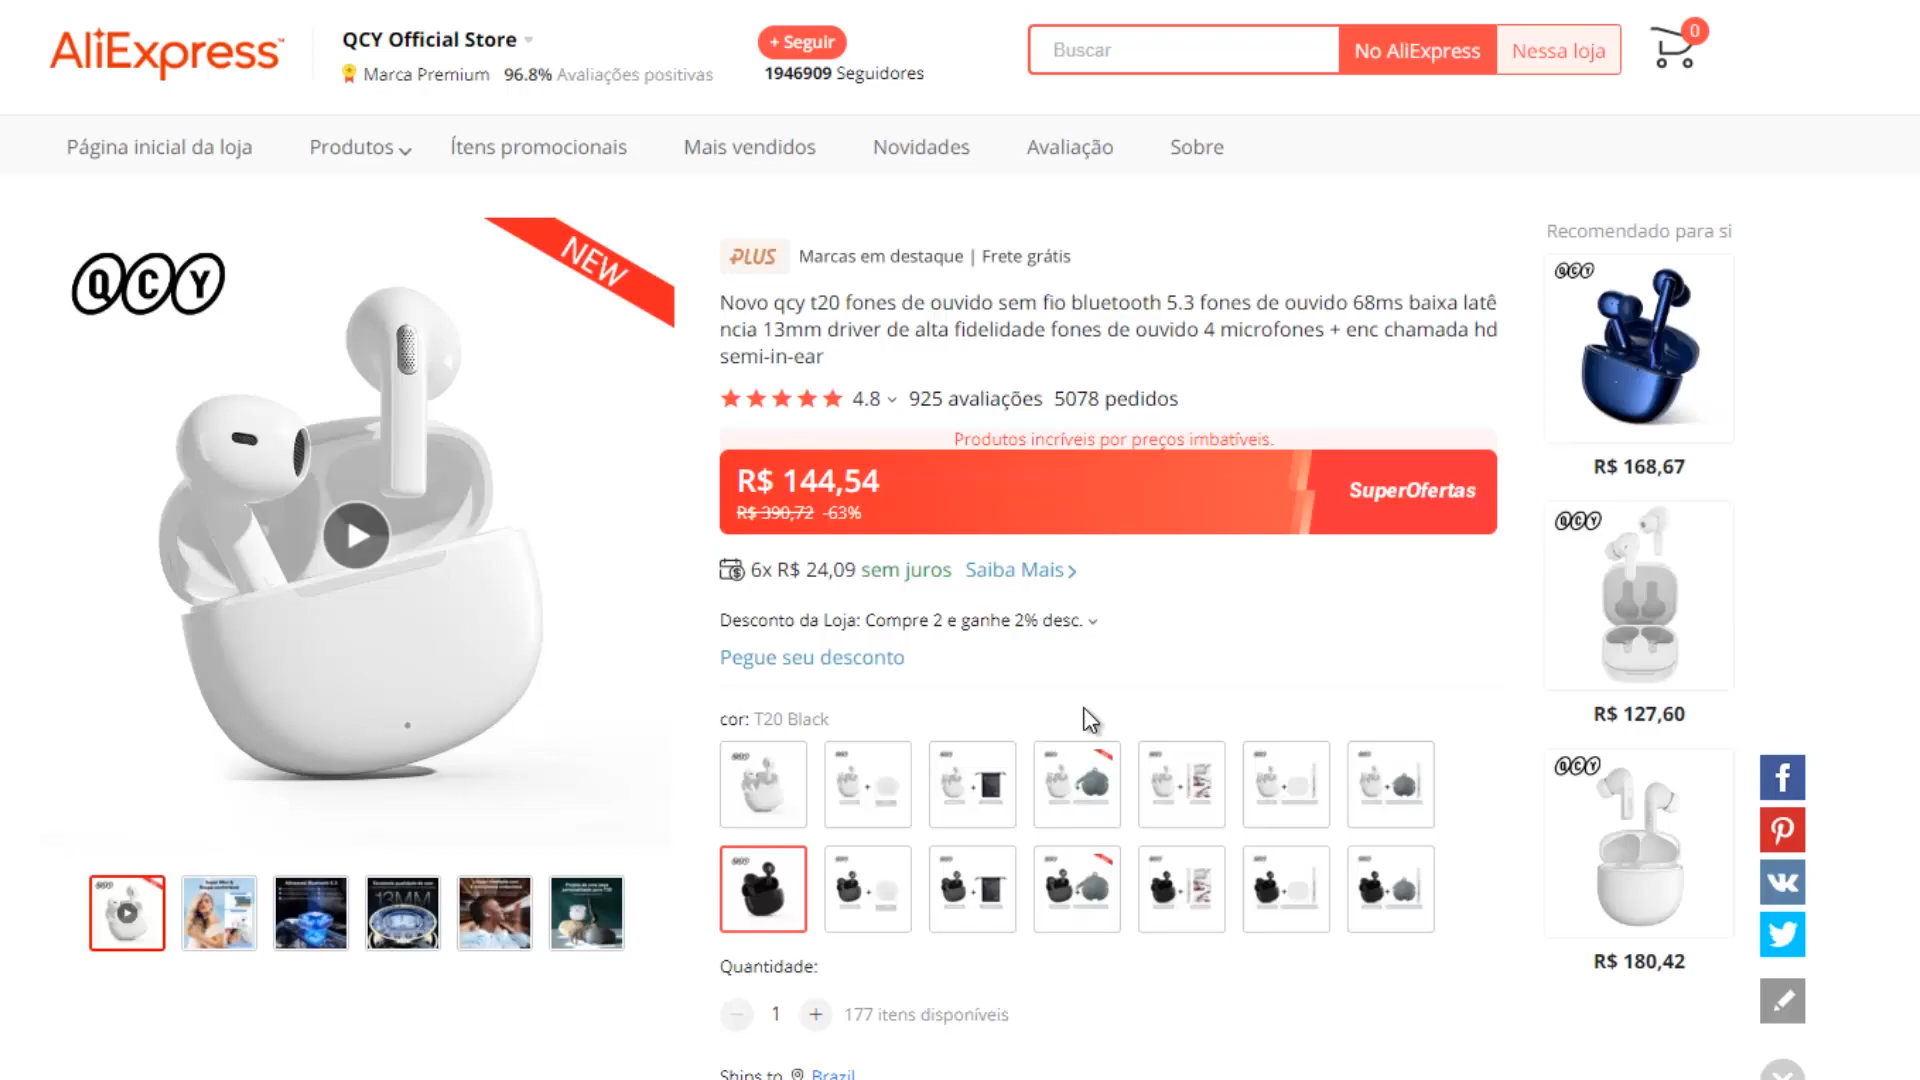 AliExpress™
QCY Official Store
Marca Premium 96.8% Avaliações positivas
+ Seguir
1946909 Seguidores
Buscar
No AliExpress
Nessa loja
0
Página inicial da loja
Produtos
Ítens promocionais
Mais vendidos
Novidades
Avaliação
Sobre
QCY
NEW
PLUS Marcas em destaque | Frete grátis
Novo qcy t20 fones de ouvido sem fio bluetooth 5.3 fones de ouvido 68ms baixa latê
ncia 13mm driver de alta fidelidade fones de ouvido 4 microfones + enc chamada hd
semi-in-ear
4.8 925 avaliações 5078 pedidos
Produtos incríveis por preços imbatíveis.
R$ 144,54
R$ 390,72 -63%
SuperOfertas
6x R$ 24,09 sem juros Saiba Mais
Desconto da Loja: Compre 2 e ganhe 2% desc.
Pegue seu desconto
cor: T20 Black
Quantidade:
1
177 itens disponíveis
Ships to Brazil
13MM
Recomendado para si
QCY
R$ 168,67
QCY
R$ 127,60
QCY
R$ 180,42